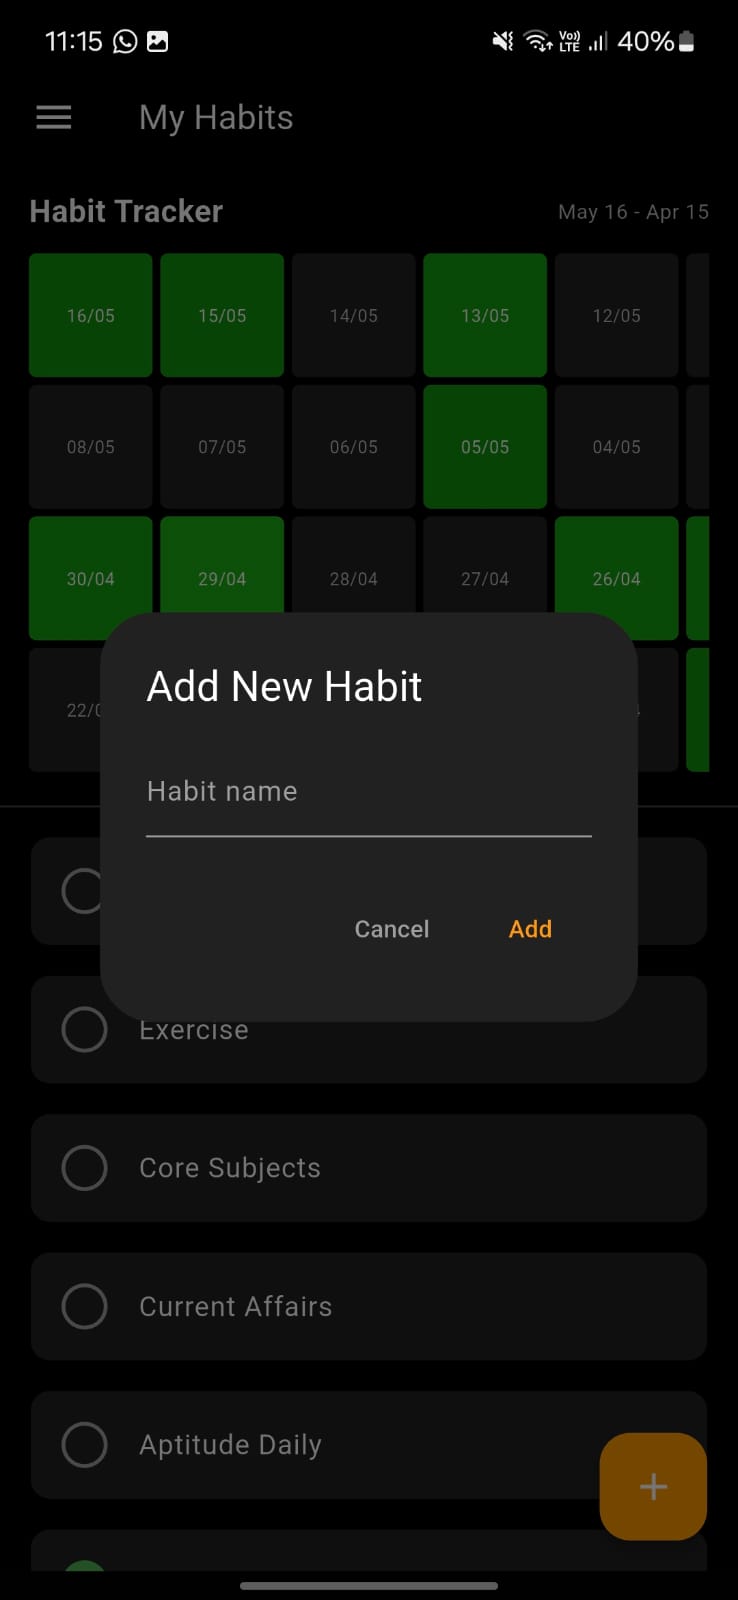 11:15 Vo)) LTE 40%
My Habits
Habit Tracker May 16 - Apr 15
16/05 15/05 14/05 13/05 12/05
08/05 07/05 06/05 05/05 04/05
30/04 29/04 28/04 27/04 26/04
Add New Habit
Habit name
Cancel Add
Exercise
Core Subjects
Current Affairs
Aptitude Daily
+